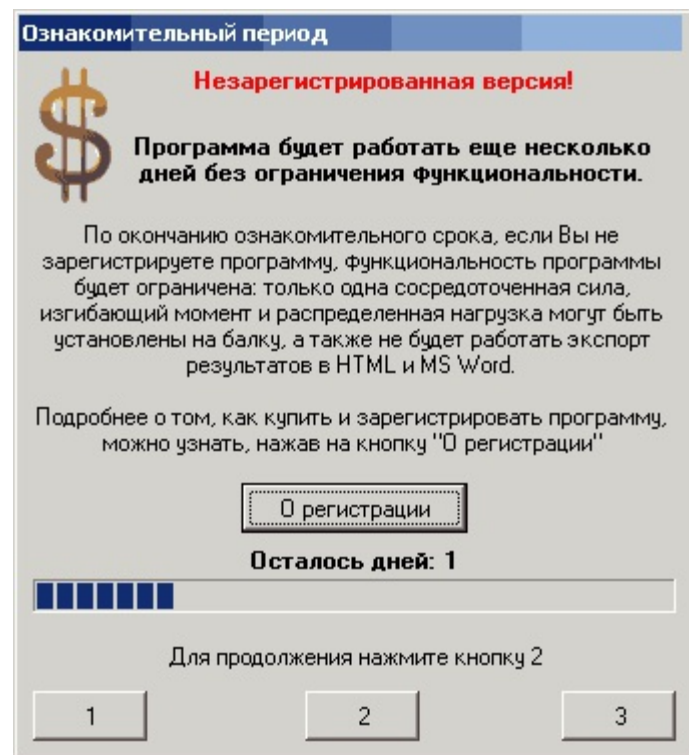 Ознакомительный период
Незарегистрированная версия!
Программа будет работать еще несколько
дней без ограничения функциональности.
По окончанию ознакомительного срока, если Вы не
зарегистрируете программу, функциональность программы
будет ограничена: только одна сосредоточенная сила,
изгибающий момент и распределенная нагрузка могут быть
установлены на балку, а также не будет работать экспорт
результатов в HTML и MS Word.
Подробнее о том, как купить и зарегистрировать программу,
можно узнать, нажав на кнопку "О регистрации"
О регистрации
Осталось дней: 1
Для продолжения нажмите кнопку 2
1 2 3